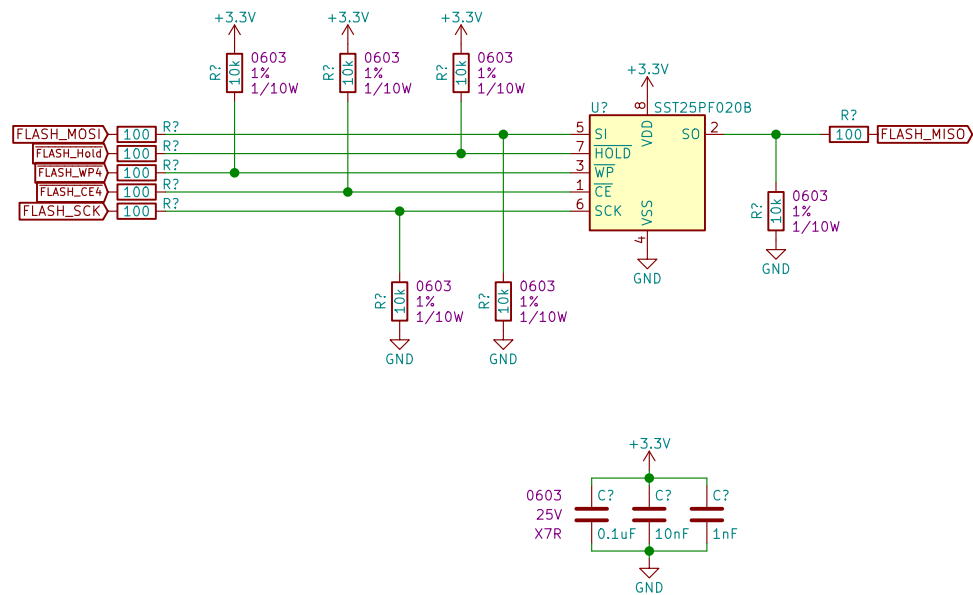 +3.3V +3.3V +3.3V
R? 10k 0603 1% 1/10W
R? 10k 0603 1% 1/10W
R? 10k 0603 1% 1/10W
+3.3V
U? SST25PF020B
8 VDD
FLASH_MOSI 100 R? 5 SI
FLASH_Hold 100 R? 7 HOLD
FLASH_WP4 100 R? 3 WP
FLASH_CE4 100 R? 1 CE
FLASH_SCK 100 R? 6 SCK
SO 2
VSS 4
GND
R? 100 FLASH_MISO
R? 10k 0603 1% 1/10W
GND
R? 10k 0603 1% 1/10W
GND
R? 10k 0603 1% 1/10W
GND
+3.3V
0603 C? C? C?
25V
X7R 0.1uF 10nF 1nF
GND